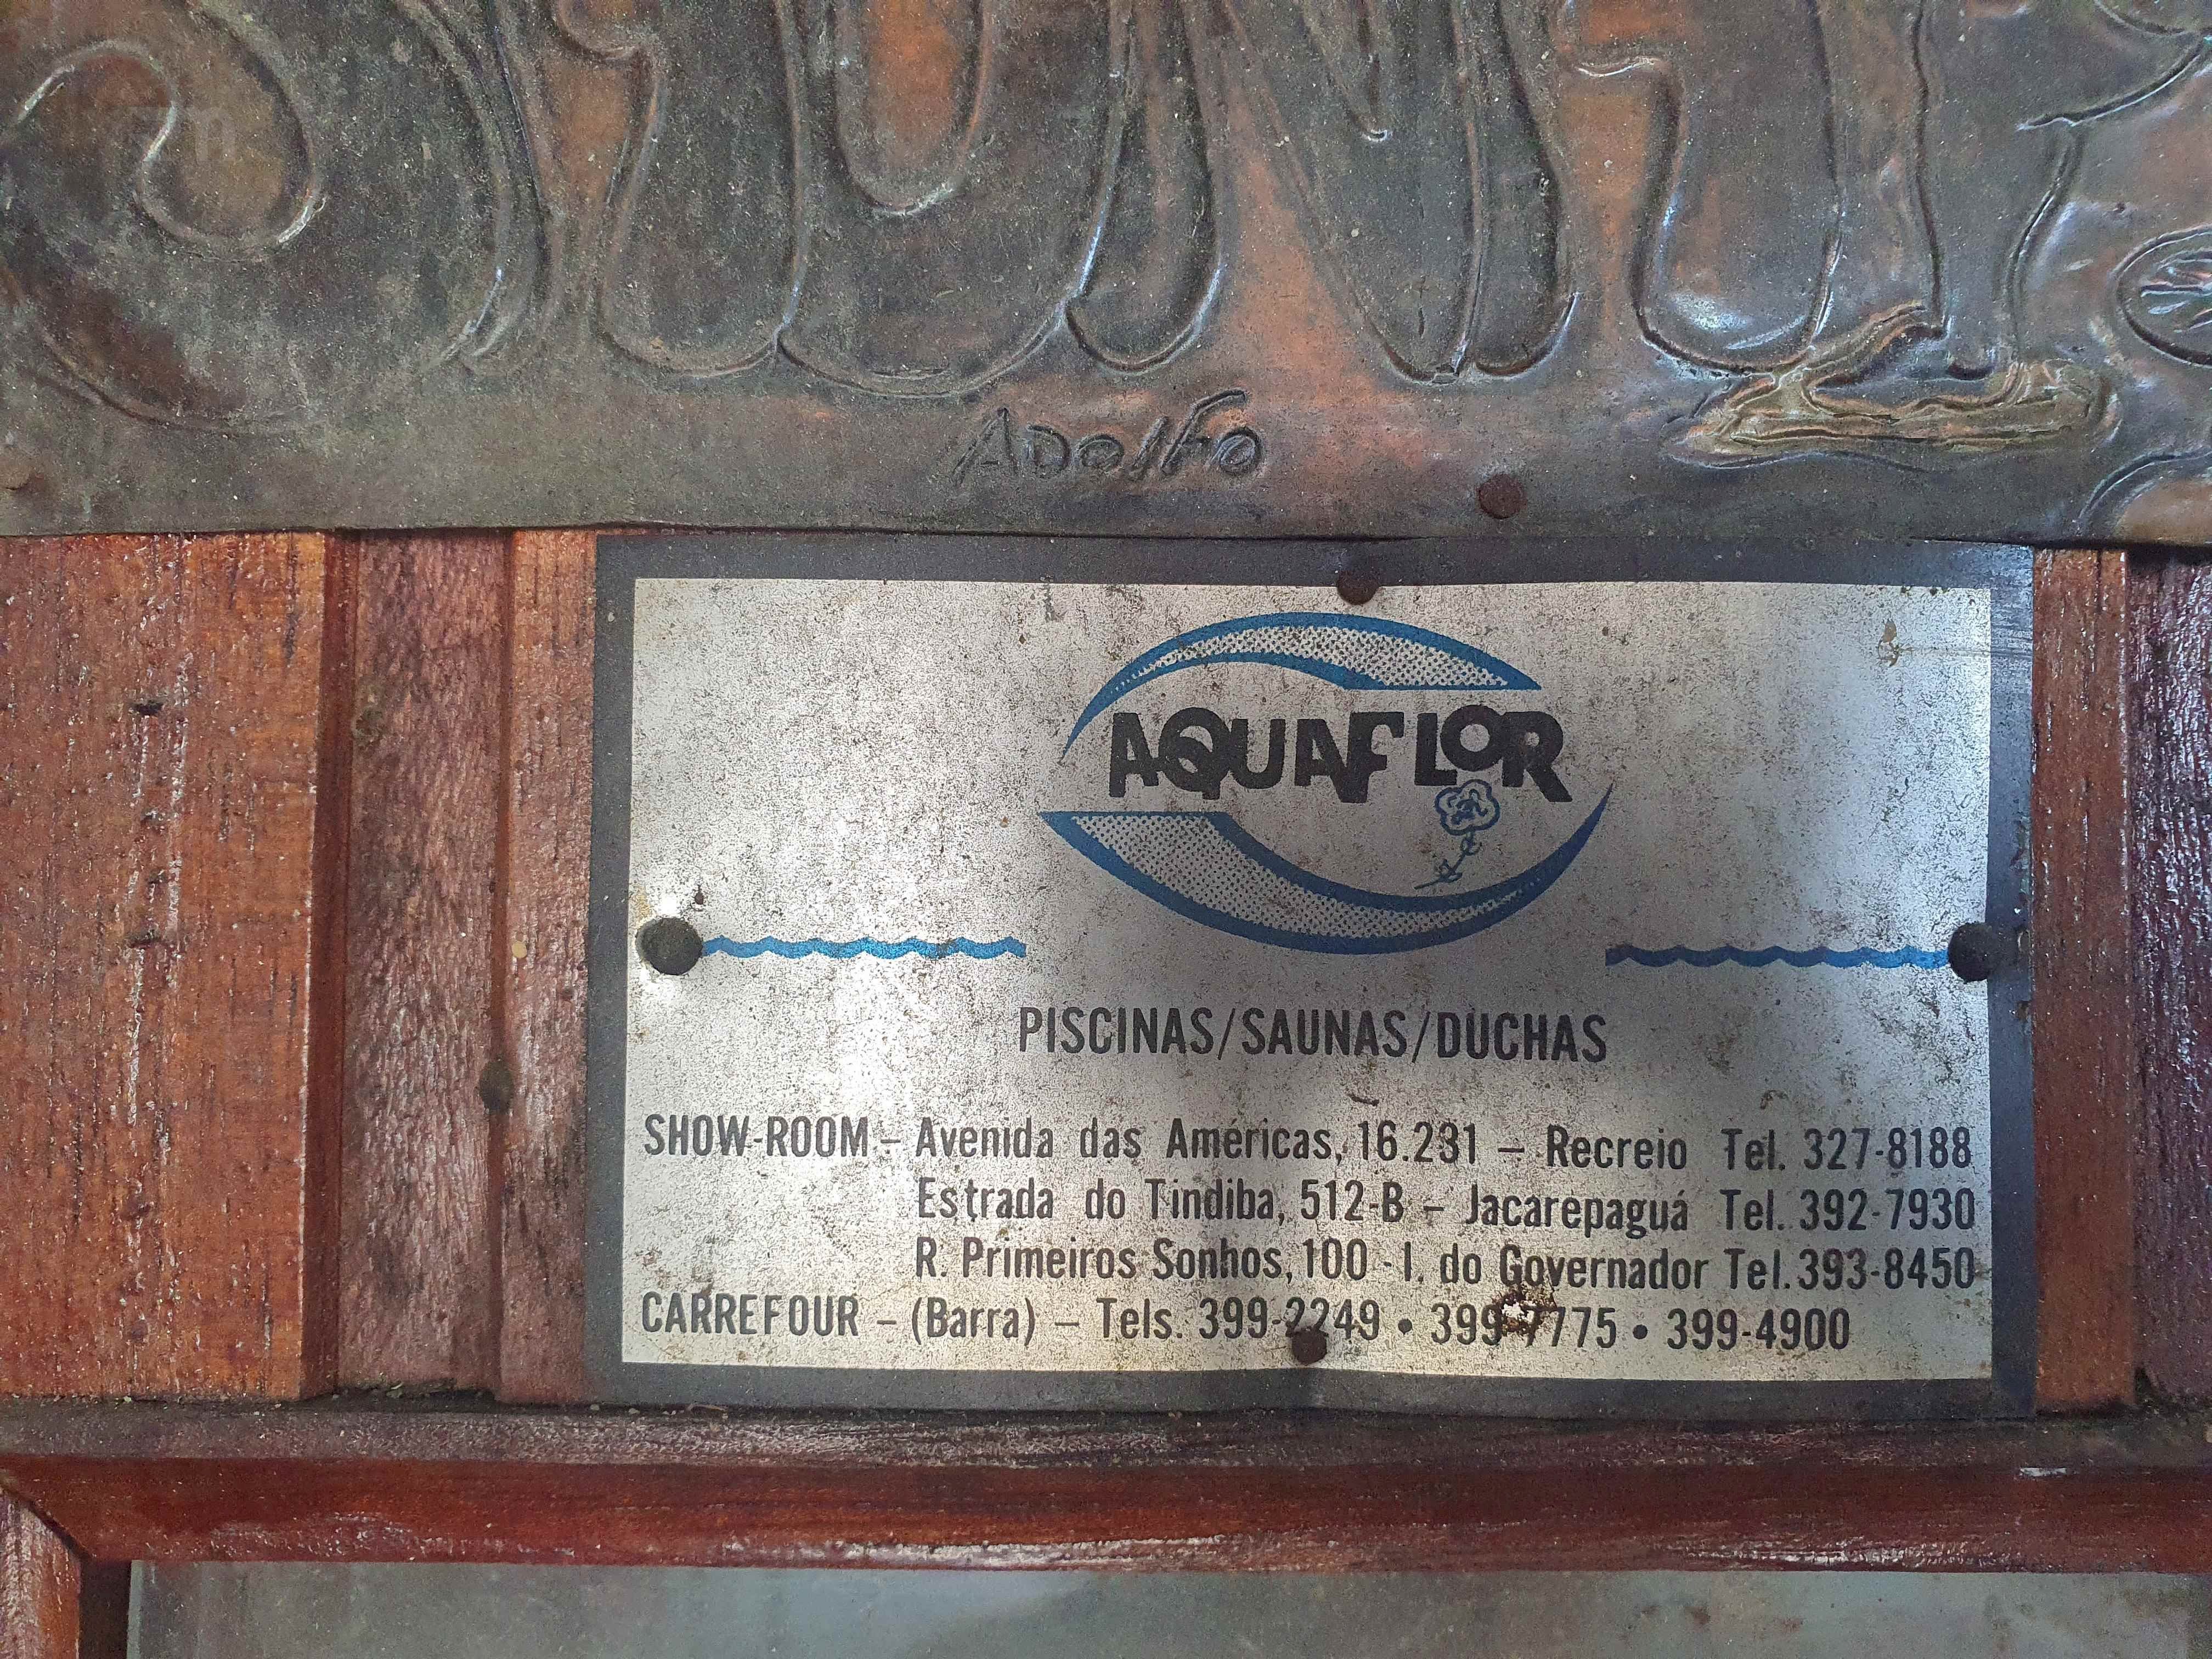 SAUNA
ADOLFO
AQUAFLOR
PISCINAS/SAUNAS/DUCHAS
SHOW-ROOM - Avenida das Américas, 16.231 - Recreio Tel. 327-8188
Estrada do Tindiba, 512-B - Jacarepaguá Tel. 392-7930
R. Primeiros Sonhos, 100 - I. do Governador Tel. 393-8450
CARREFOUR - (Barra) - Tels. 399-2249 • 399-7775 • 399-4900